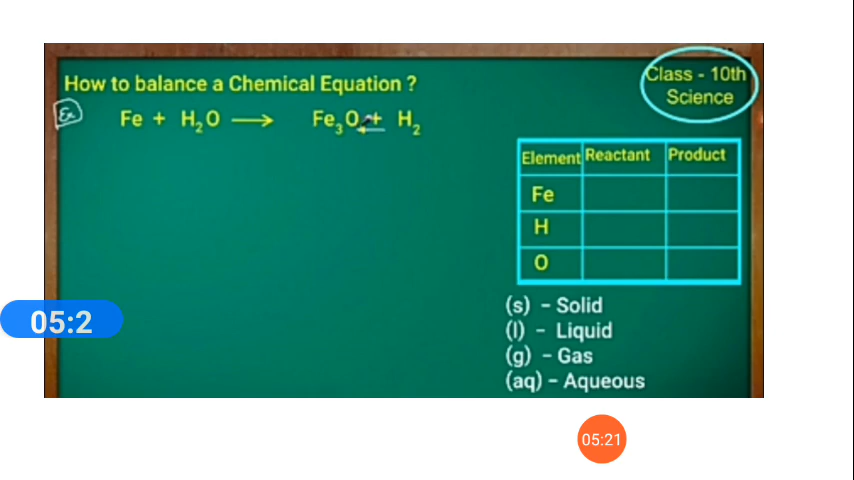 How to balance a Chemical Equation ?
Class - 10th
Science
Ex
Fe + H₂O ⟶ Fe₃O₄ + H₂
Element Reactant Product
Fe
H
O
(s) - Solid
(l) - Liquid
(g) - Gas
(aq) - Aqueous
05:2
05:21